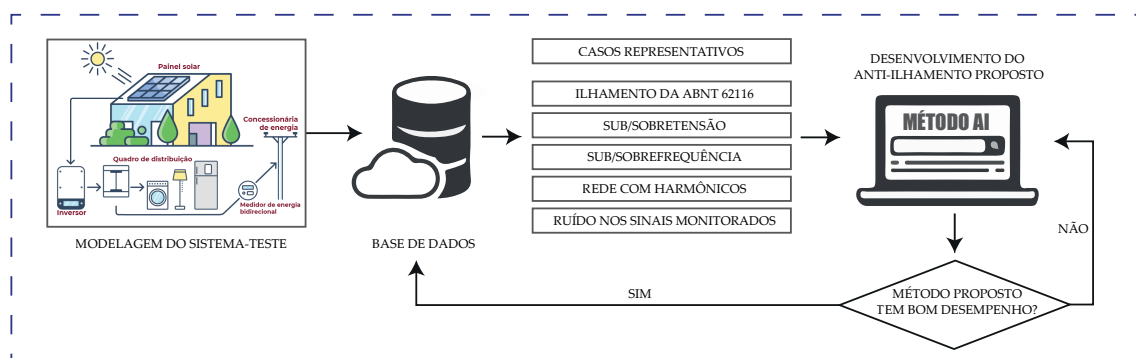 Painel solar
Concessionária
de energia
Quadro de distribuição
Inversor
Medidor de energia
bidirecional
MODELAGEM DO SISTEMA-TESTE
BASE DE DADOS
CASOS REPRESENTATIVOS
ILHAMENTO DA ABNT 62116
SUB/SOBRETENSÃO
SUB/SOBREFREQUÊNCIA
REDE COM HARMÔNICOS
RUÍDO NOS SINAIS MONITORADOS
DESENVOLVIMENTO DO
ANTI-ILHAMENTO PROPOSTO
MÉTODO AI
NÃO
SIM
MÉTODO PROPOSTO
TEM BOM DESEMPENHO?